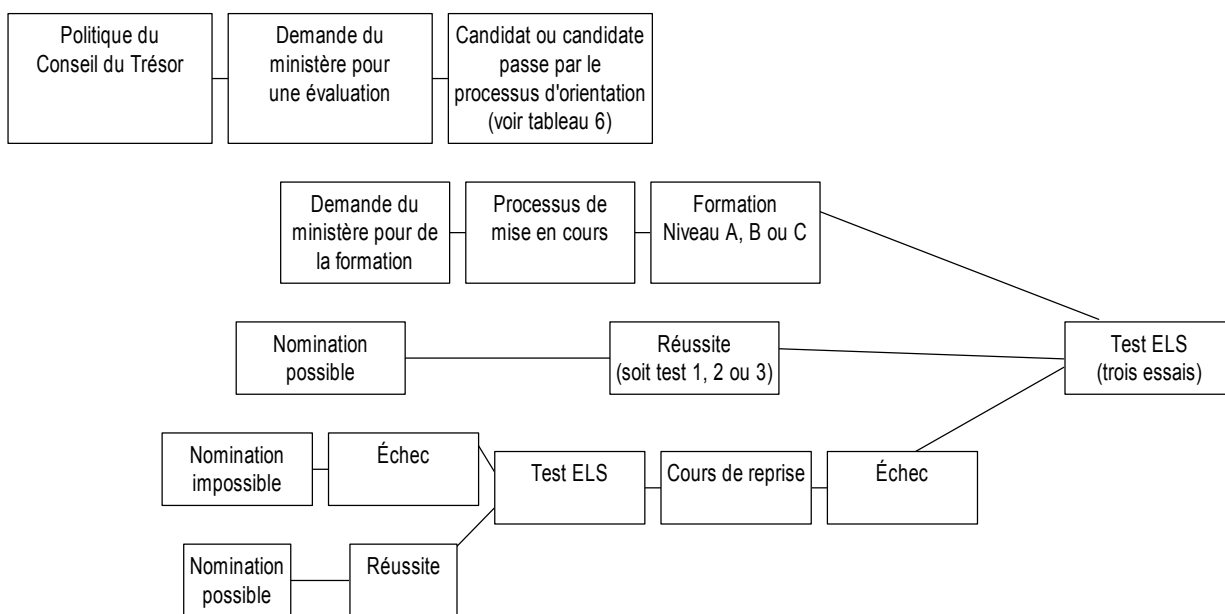 Politique du
Conseil du Trésor
Demande du
ministère pour
une évaluation
Candidat ou candidate
passe par le
processus d'orientation
(voir tableau 6)
Demande du
ministère pour de
la formation
Processus de
mise en cours
Formation
Niveau A, B ou C
Nomination
possible
Réussite
(soit test 1, 2 ou 3)
Test ELS
(trois essais)
Nomination
impossible
Échec
Test ELS
Cours de reprise
Échec
Nomination
possible
Réussite